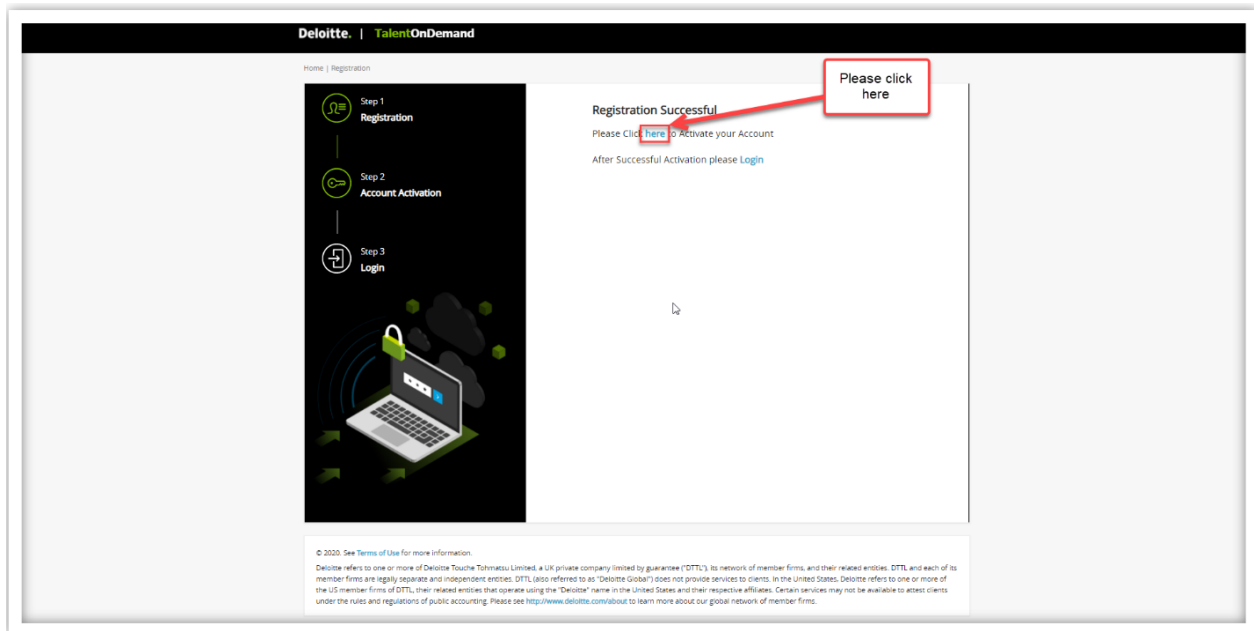 Deloitte. | TalentOnDemand
Home | Registration
Please click
here
Step 1
Registration
Step 2
Account Activation
Step 3
Login
Registration Successful
Please Click here to Activate your Account
After Successful Activation please Login
© 2020. See Terms of Use for more information.
Deloitte refers to one or more of Deloitte Touche Tohmatsu Limited, a UK private company limited by guarantee ("DTTL"), its network of member firms, and their related entities. DTTL and each of its
member firms are legally separate and independent entities. DTTL (also referred to as "Deloitte Global") does not provide services to clients. In the United States, Deloitte refers to one or more of
the US member firms of DTTL, their related entities that operate using the "Deloitte" name in the United States and their respective affiliates. Certain services may not be available to attest clients
under the rules and regulations of public accounting. Please see http://www.deloitte.com/about to learn more about our global network of member firms.